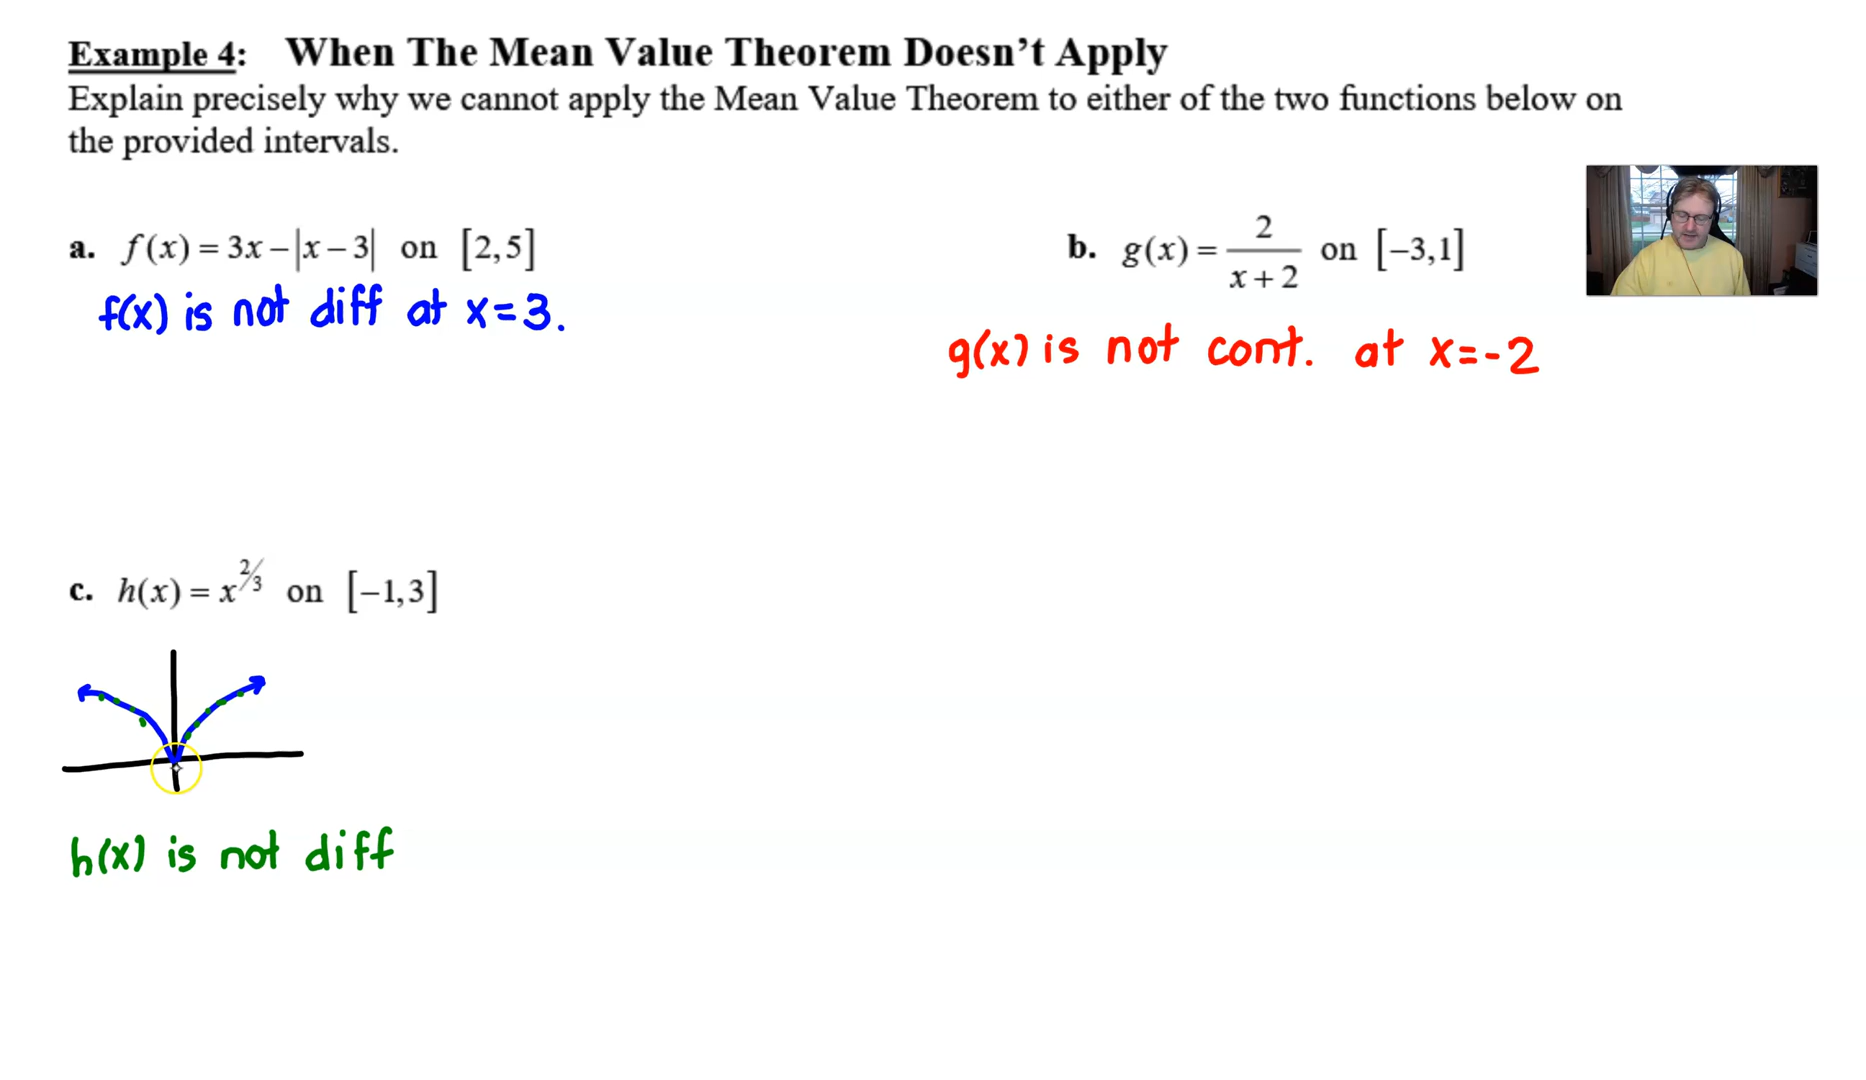 Example 4: When The Mean Value Theorem Doesn't Apply
Explain precisely why we cannot apply the Mean Value Theorem to either of the two functions below on
the provided intervals.
a. f(x) = 3x − |x − 3| on [2,5]
f(x) is not diff at x=3.
b. g(x) = 2/(x + 2) on [−3,1]
g(x) is not cont. at x=-2
c. h(x) = x^2/3 on [−1,3]
h(x) is not diff